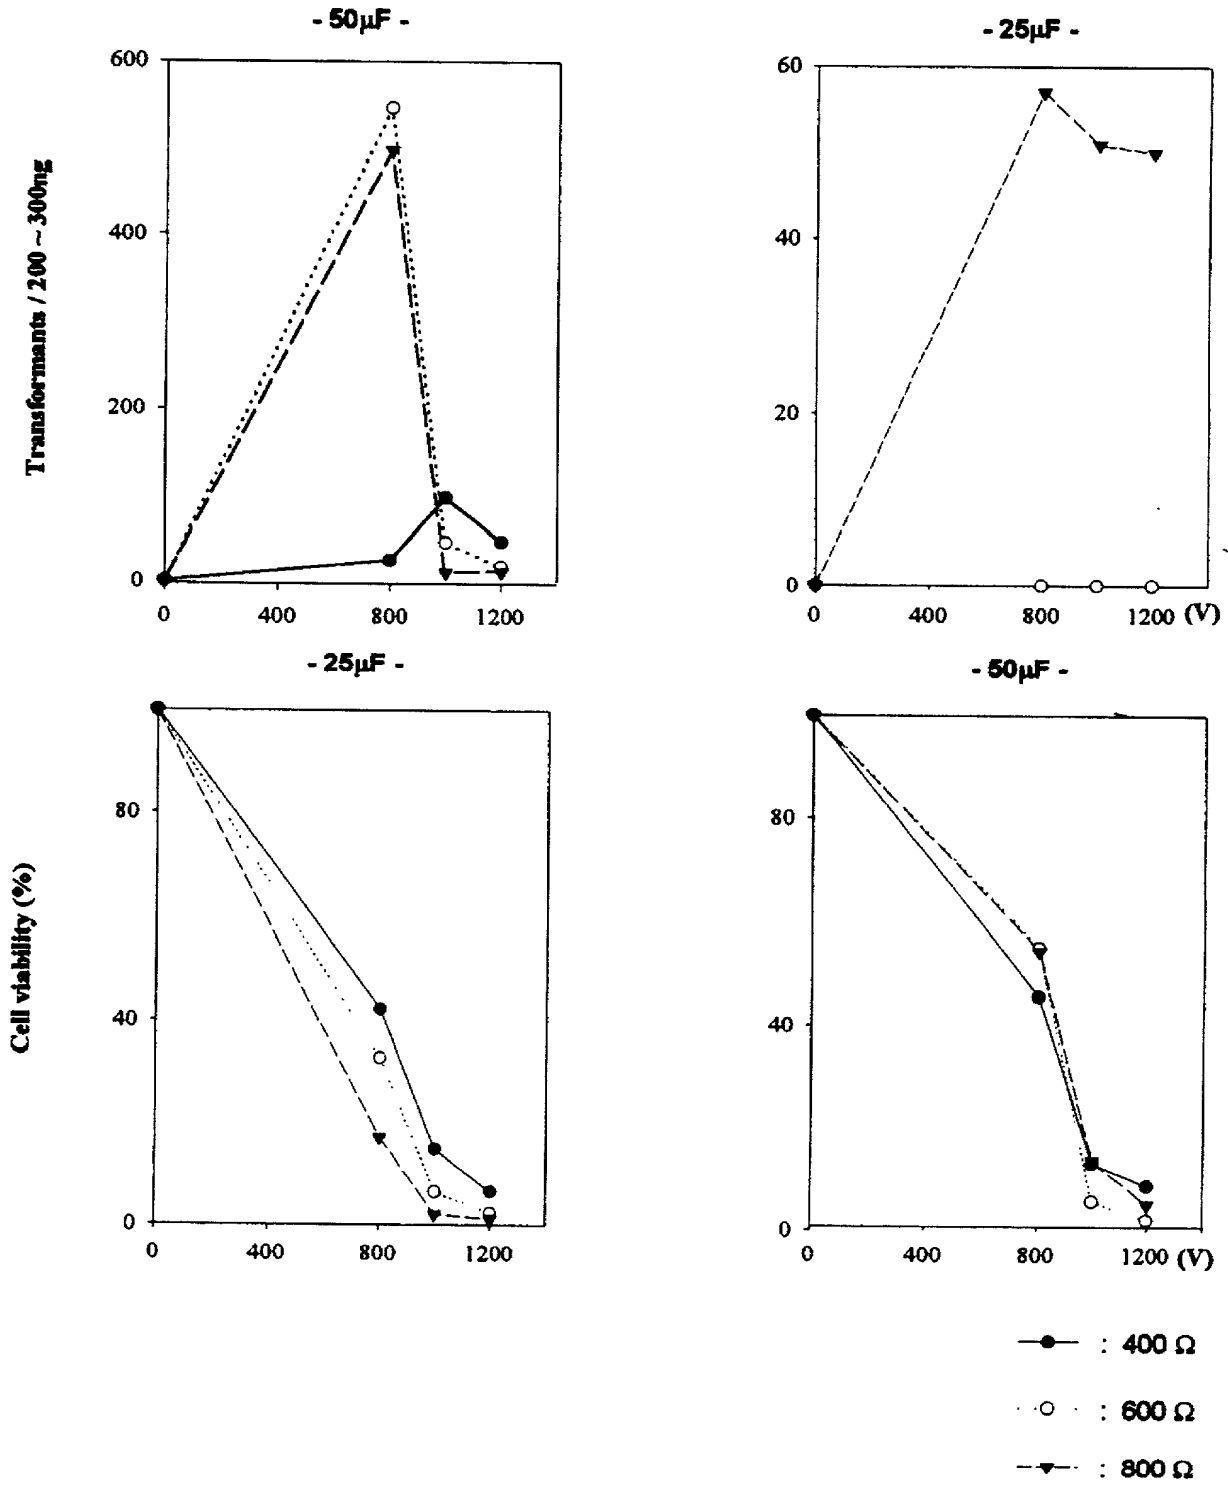 - 50µF -
- 25µF -
600
400
200
0
0 400 800 1200
Transformants / 200 ~ 300ng
60
40
20
0
0 400 800 1200 (V)
- 25µF -
- 50µF -
80
40
0
0 400 800 1200
Cell viability (%)
80
40
0
0 400 800 1200 (V)
: 400 Ω
: 600 Ω
: 800 Ω